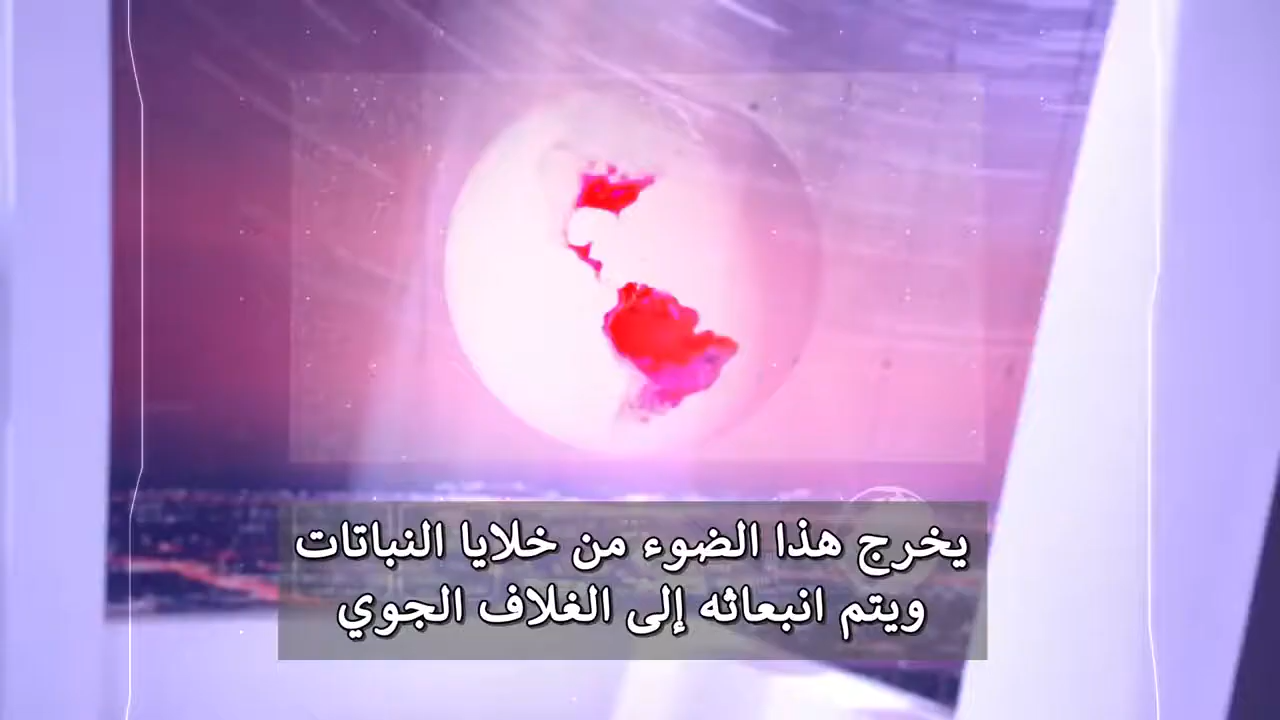 يخرج هذا الضوء من خلايا النباتات
ويتم انبعاثه إلى الغلاف الجوي